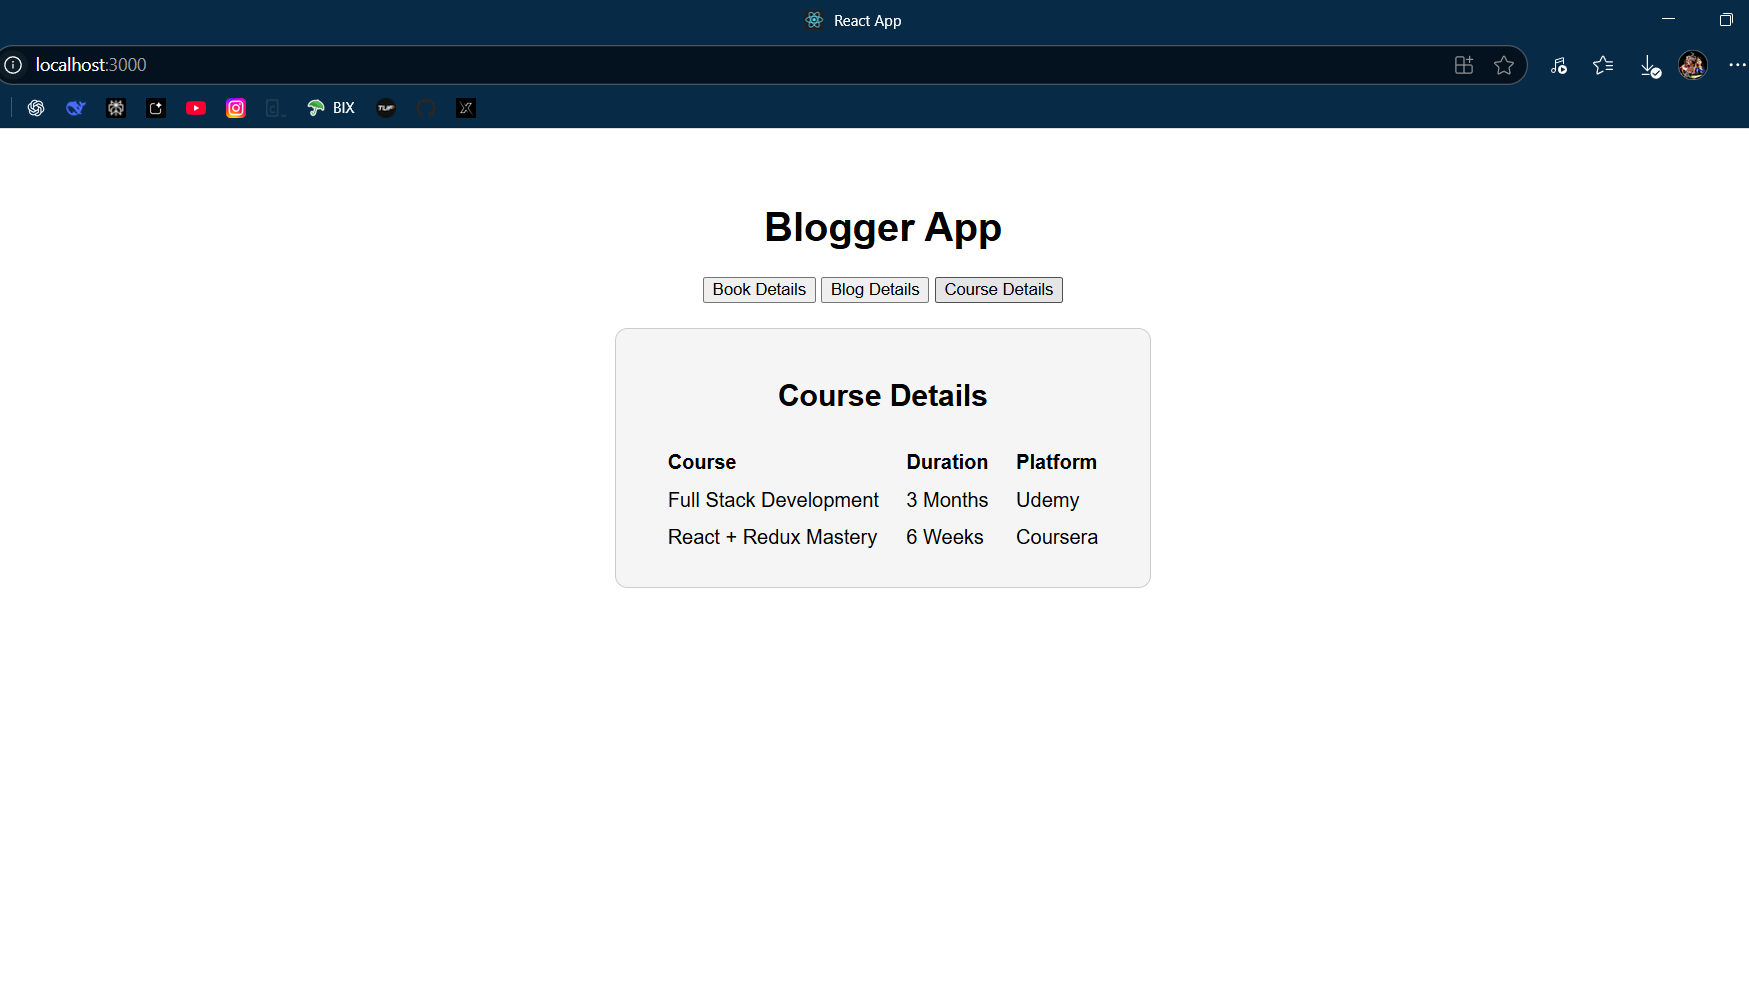 React App
localhost:3000
BIX TUF
Blogger App
Book Details Blog Details Course Details
Course Details
Course Duration Platform
Full Stack Development 3 Months Udemy
React + Redux Mastery 6 Weeks Coursera